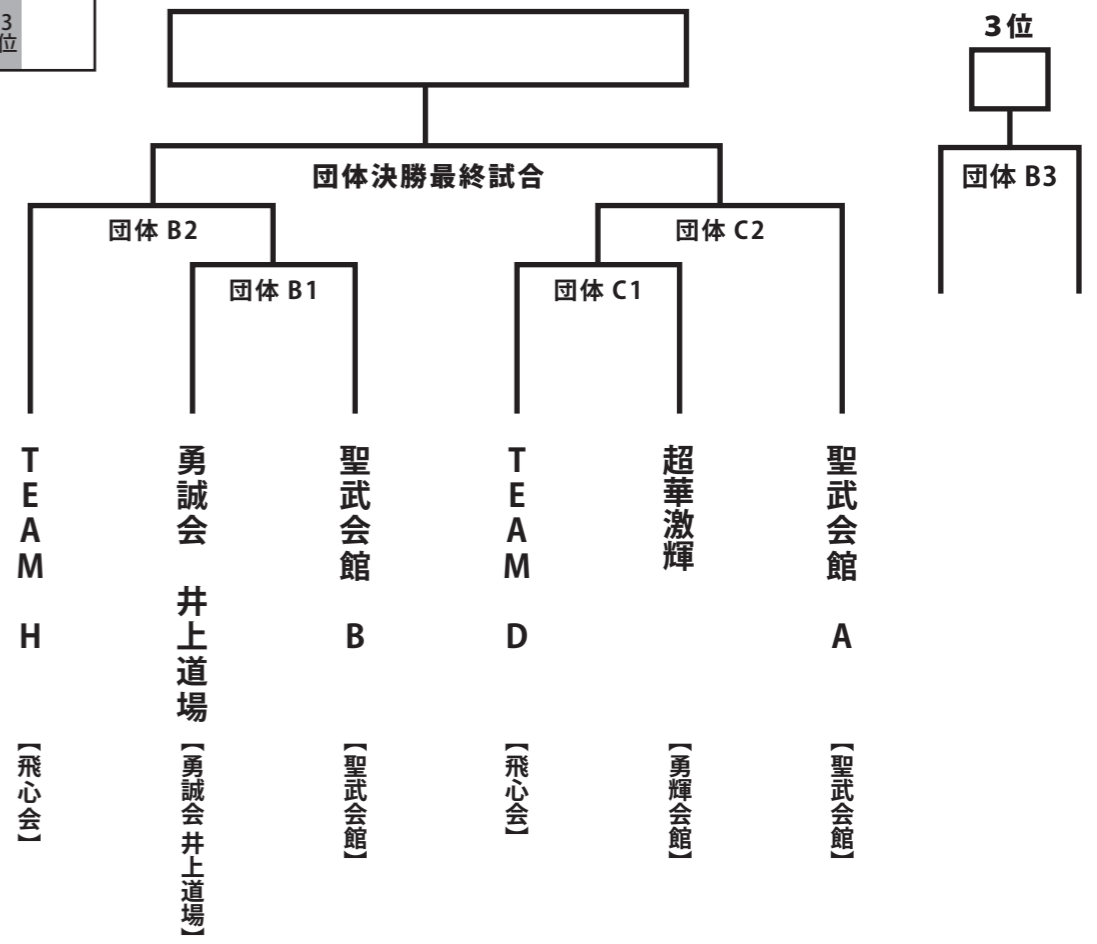 3位
3位
団体決勝最終試合
団体 B3
団体 B2
団体 C2
団体 B1
団体 C1
TEAM H
【飛心会】
勇誠会 井上道場
【勇誠会 井上道場】
聖武会館 B
【聖武会館】
TEAM D
【飛心会】
超華激輝
【勇輝会館】
聖武会館 A
【聖武会館】